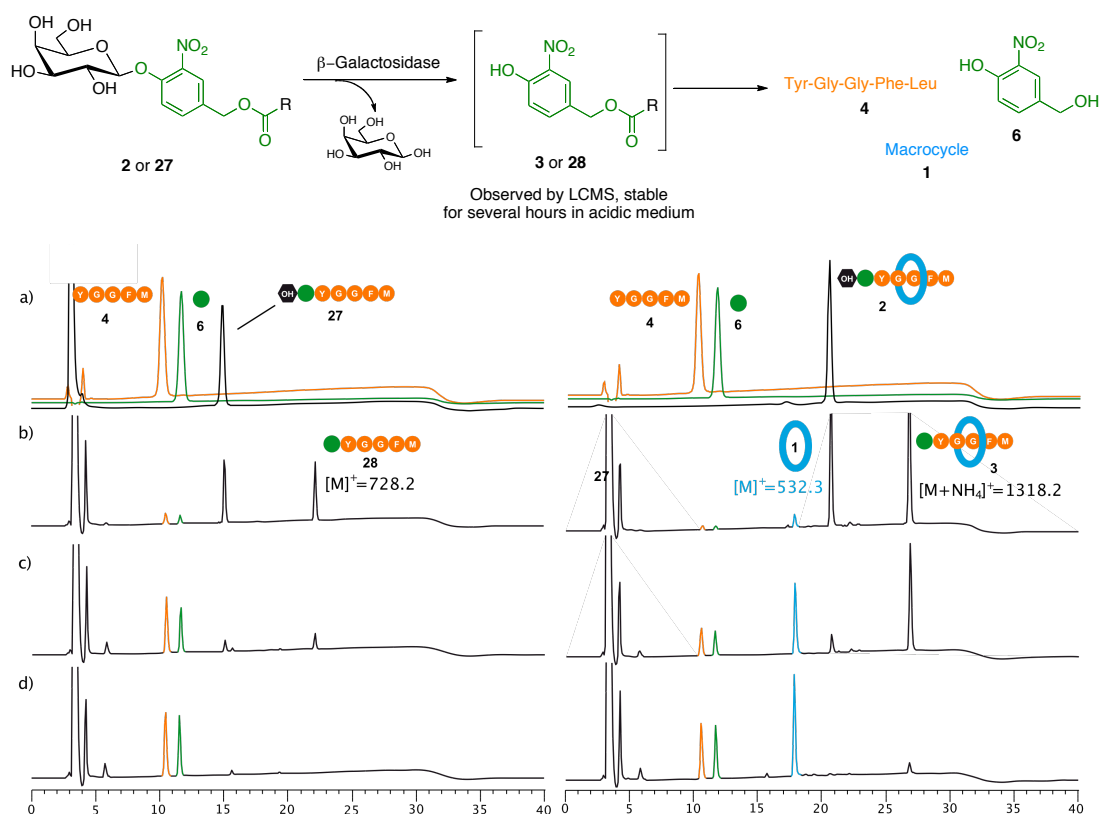 OH
OH
O
HO
OH
O
NO2
O
R
O
2 or 27
β-Galactosidase
OH
OH
O
HO
OH
OH
NO2
HO
O
R
O
3 or 28
Observed by LCMS, stable
for several hours in acidic medium
Tyr-Gly-Gly-Phe-Leu
4
Macrocycle
1
NO2
HO
OH
6
a)
Y G G F M
4
6
OH Y G G F M
27
Y G G F M
4
6
OH Y G G F M
2
b)
Y G G F M
28
[M]+=728.2
27
1
[M]+=532.3
Y G G F M
3
[M+NH4]+=1318.2
c)
d)
0 5 10 15 20 25 30 35 40
0 5 10 15 20 25 30 35 40